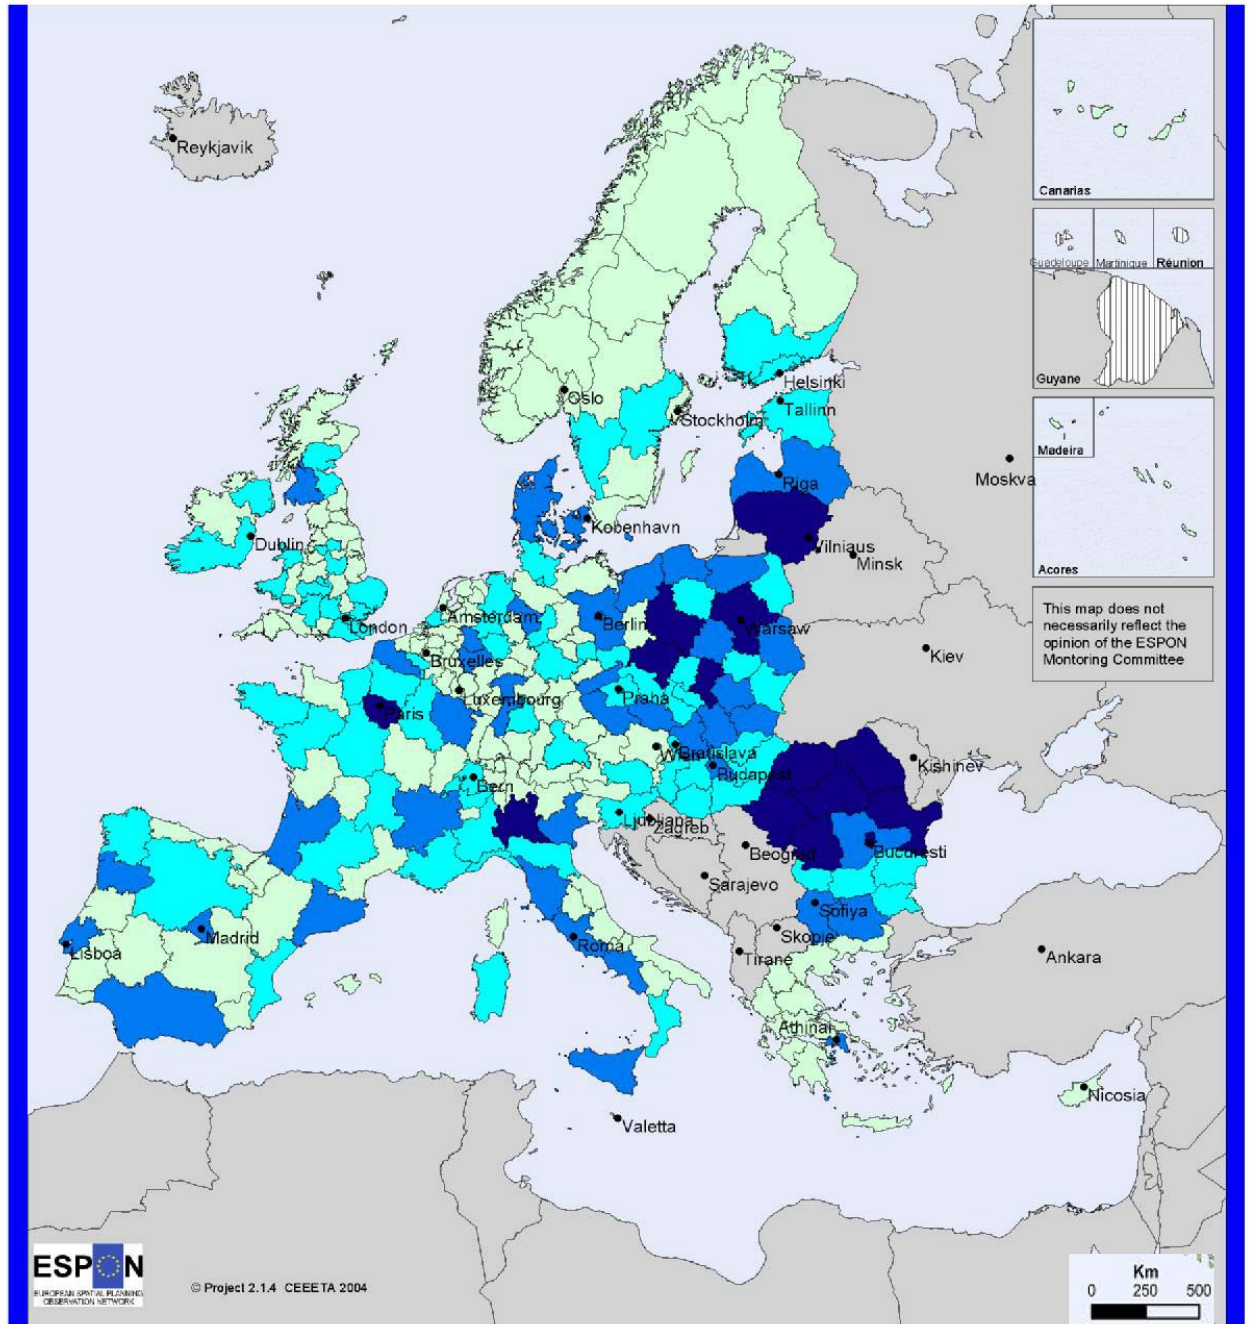 Reykjavik
Canarias
Guadeloupe
Martinique
Réunion
Guyane
Helsinki
Oslo
Tallinn
Stockholm
Madeira
Moskva
Riga
Kobenhavn
Dublin
Vilniaus
Minsk
Acores
This map does not
necessarily reflect the
opinion of the ESPON
Montoring Committee
Amsterdam
London
Berlin
Warsaw
Kiev
Bruxelles
Luxembourg
Praha
Paris
Wien
Bratislava
Budapest
Kishinev
Bern
Ljubljana
Zagreb
Beograd
Bucuresti
Sarajevo
Sofiya
Madrid
Lisboa
Roma
Skopie
Tirane
Ankara
Athinai
Nicosia
Valetta
ESPON
EUROPEAN SPATIAL PLANNING
OBSERVATION NETWORK
© Project 2.1.4 CEEETA 2004
Km
0 250 500